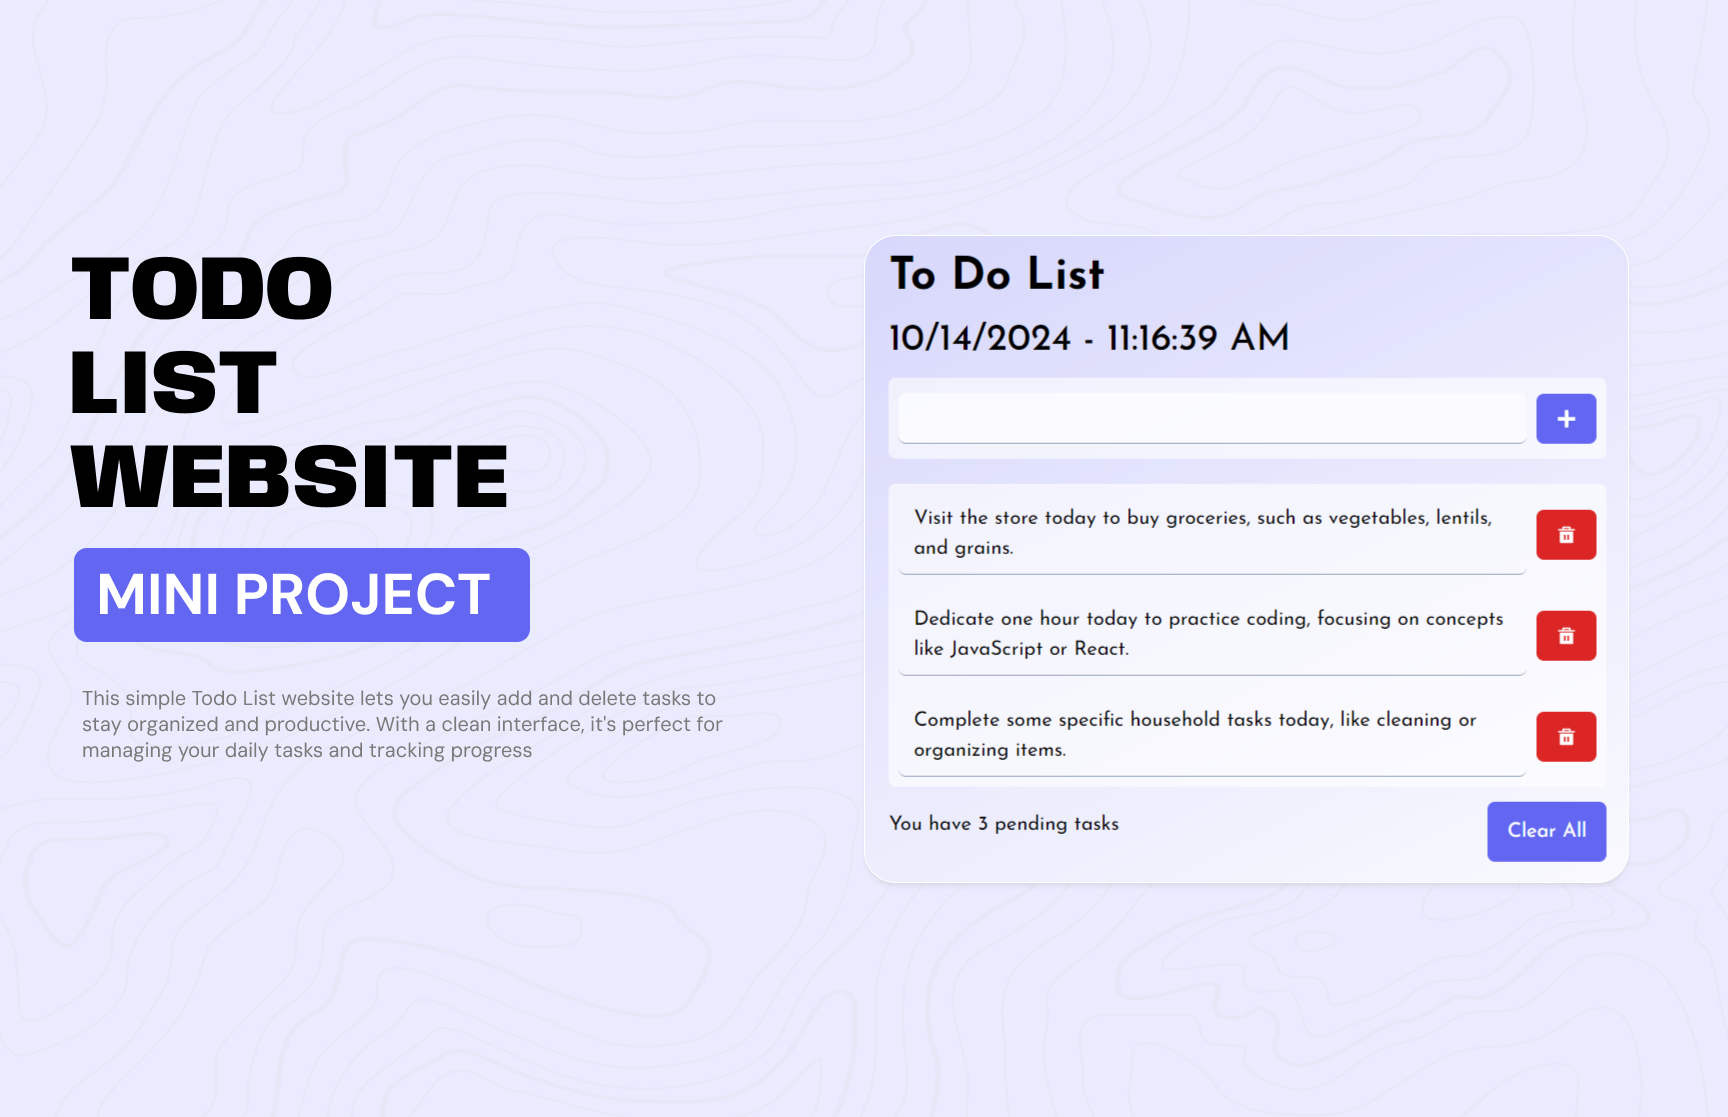 TODO
LIST
WEBSITE
MINI PROJECT
This simple Todo List website lets you easily add and delete tasks to
stay organized and productive. With a clean interface, it's perfect for
managing your daily tasks and tracking progress
To Do List
10/14/2024 - 11:16:39 AM
Visit the store today to buy groceries, such as vegetables, lentils,
and grains.
Dedicate one hour today to practice coding, focusing on concepts
like JavaScript or React.
Complete some specific household tasks today, like cleaning or
organizing items.
You have 3 pending tasks
Clear All